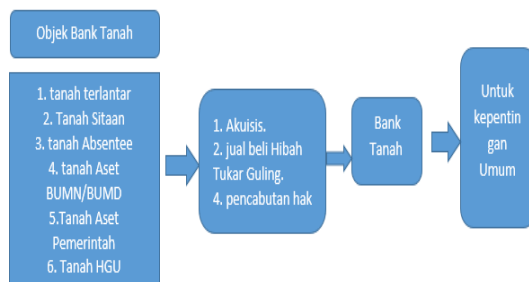 Objek Bank Tanah
1. tanah terlantar
2. Tanah Sitaan
3. tanah Absentee
4. tanah Aset
BUMN/BUMD
5.Tanah Aset
Pemerintah
6. Tanah HGU
1. Akuisis.
2. jual beli Hibah
Tukar Guling.
4. pencabutan hak
Bank
Tanah
Untuk
kepentin
gan
Umum